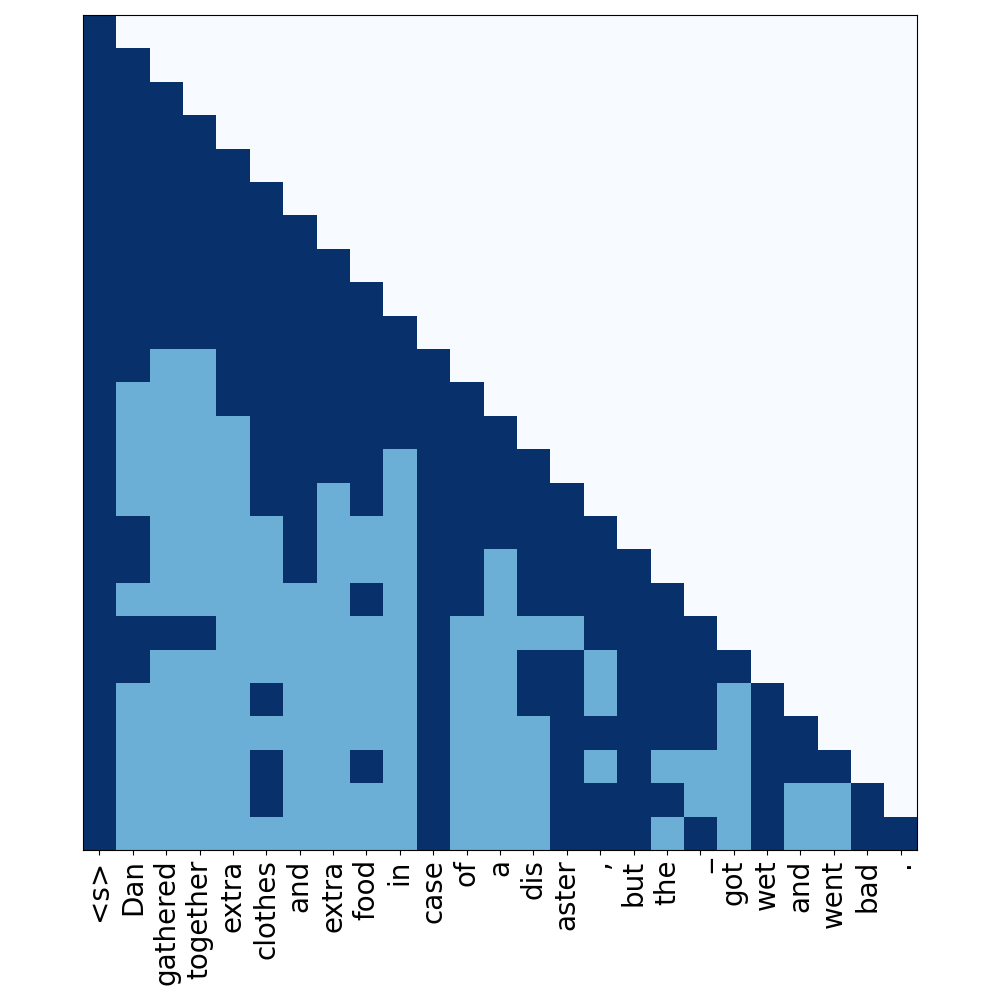 <s>
Dan
gathered
together
extra
clothes
and
extra
food
in
case
of
a
dis
aster
,
but
the
_
got
wet
and
went
bad
.